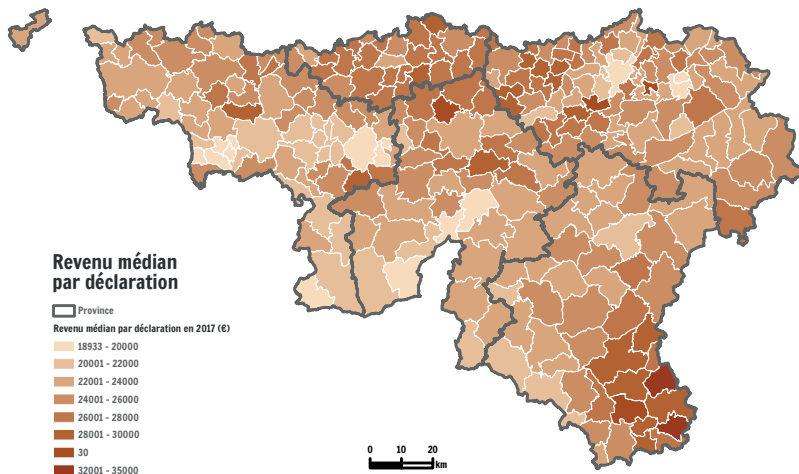 Revenu médian
par déclaration
Province
Revenu médian par déclaration en 2017 (€)
18933 - 20000
20001 - 22000
22001 - 24000
24001 - 26000
26001 - 28000
28001 - 30000
30
32001 - 35000
0 10 20
km